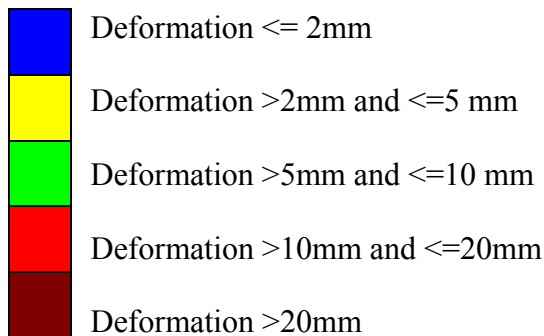 Deformation <= 2mm
Deformation >2mm and <=5 mm
Deformation >5mm and <=10 mm
Deformation >10mm and <=20mm
Deformation >20mm